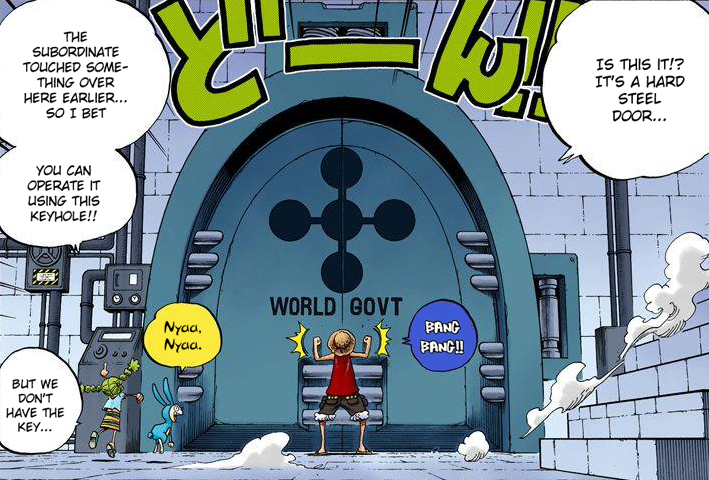 ど ーん!!
THE
SUBORDINATE
TOUCHED SOME-
THING OVER
HERE EARLIER...
SO I BET
YOU CAN
OPERATE IT
USING THIS
KEYHOLE!!
IS THIS IT!?
IT'S A HARD
STEEL
DOOR...
WORLD GOVT
Nyaa,
Nyaa.
BANG
BANG!!
BUT WE
DON'T
HAVE THE
KEY...